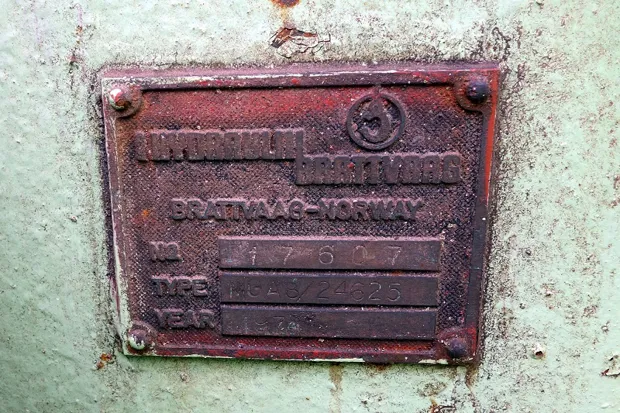 HYDRAULIK
BRATTVAAG
BRATTVAAG-NORWAY
No 17607
TYPE
YEAR